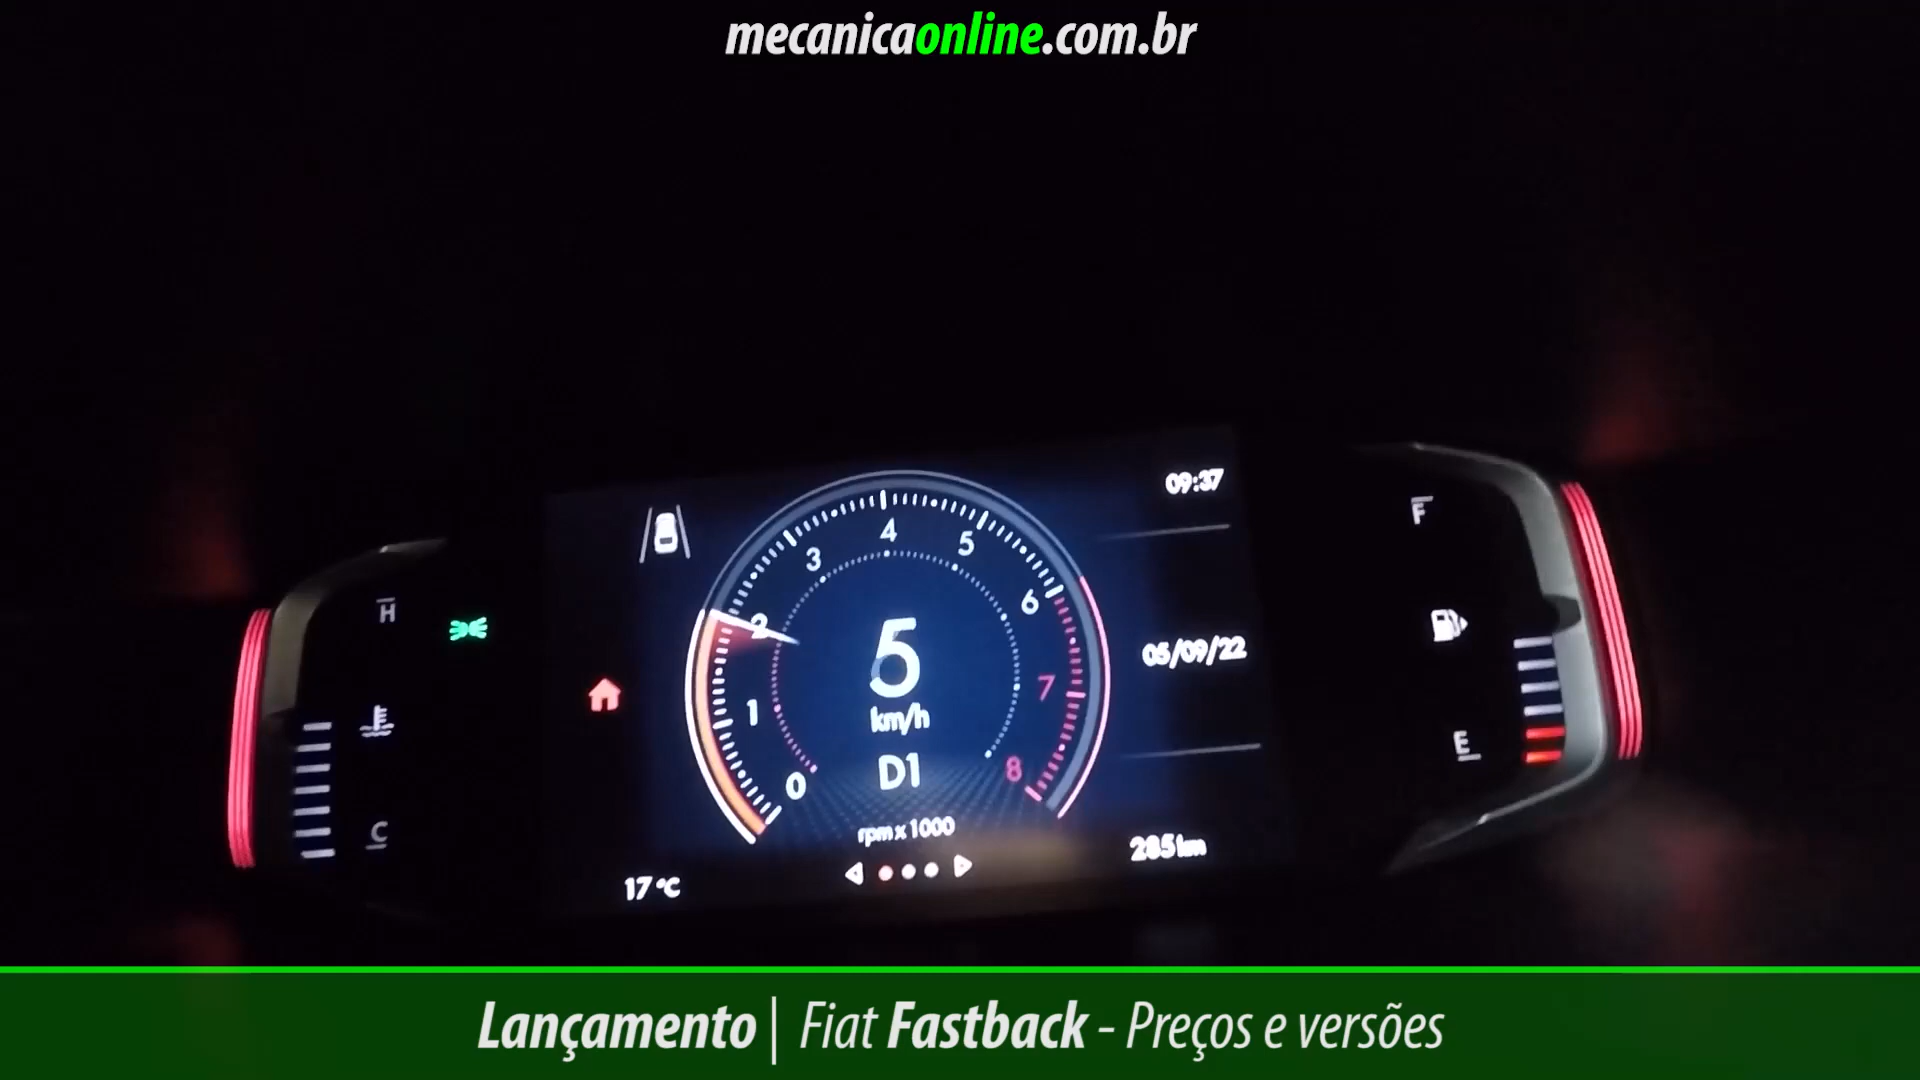 mecanicaonline.com.br
09:37
H
F
4
3
5
2
6
5
km/h
05/09/22
1
7
E
D1
0
8
C
rpm x 1000
285 km
17 °C
Lançamento | Fiat Fastback - Preços e versões